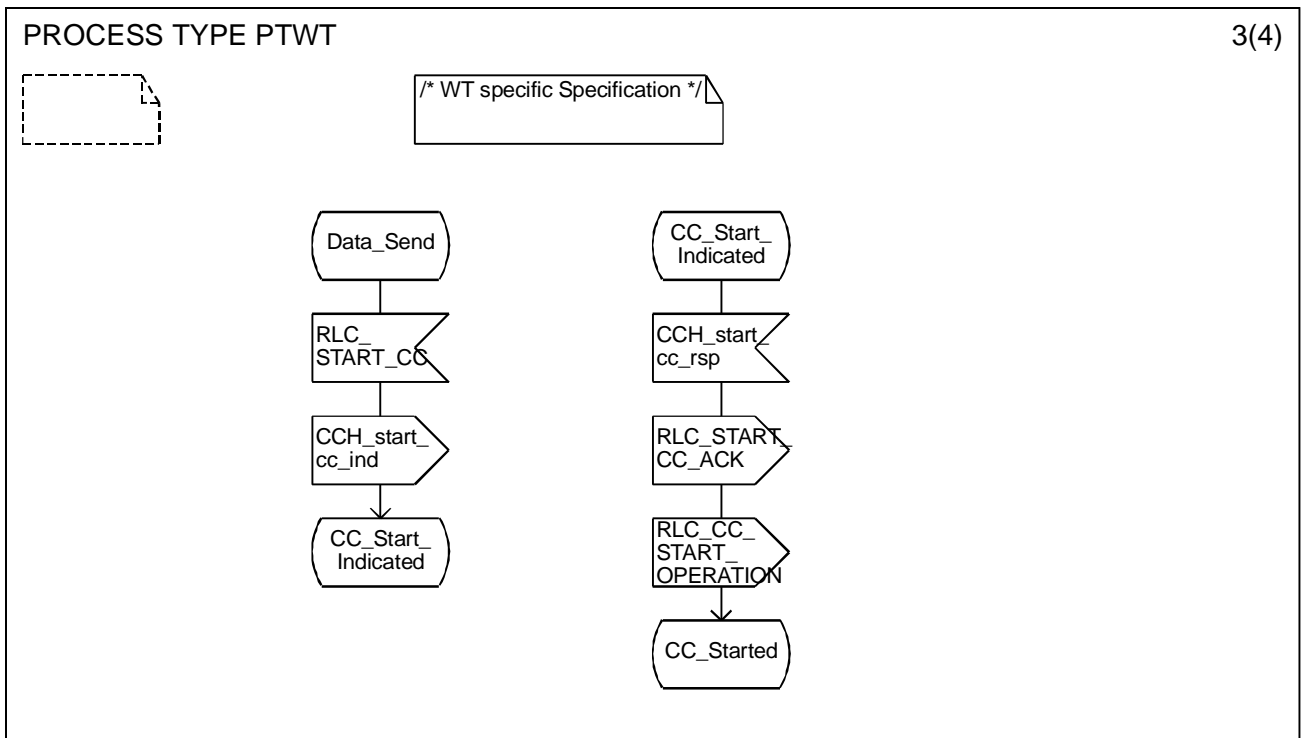 PROCESS TYPE PTWT
3(4)
/* WT specific Specification */
Data_Send
RLC_
START_CC
CCH_start_
cc_ind
CC_Start_
Indicated
CC_Start_
Indicated
CCH_start_
cc_rsp
RLC_START_
CC_ACK
RLC_CC_
START_
OPERATION
CC_Started